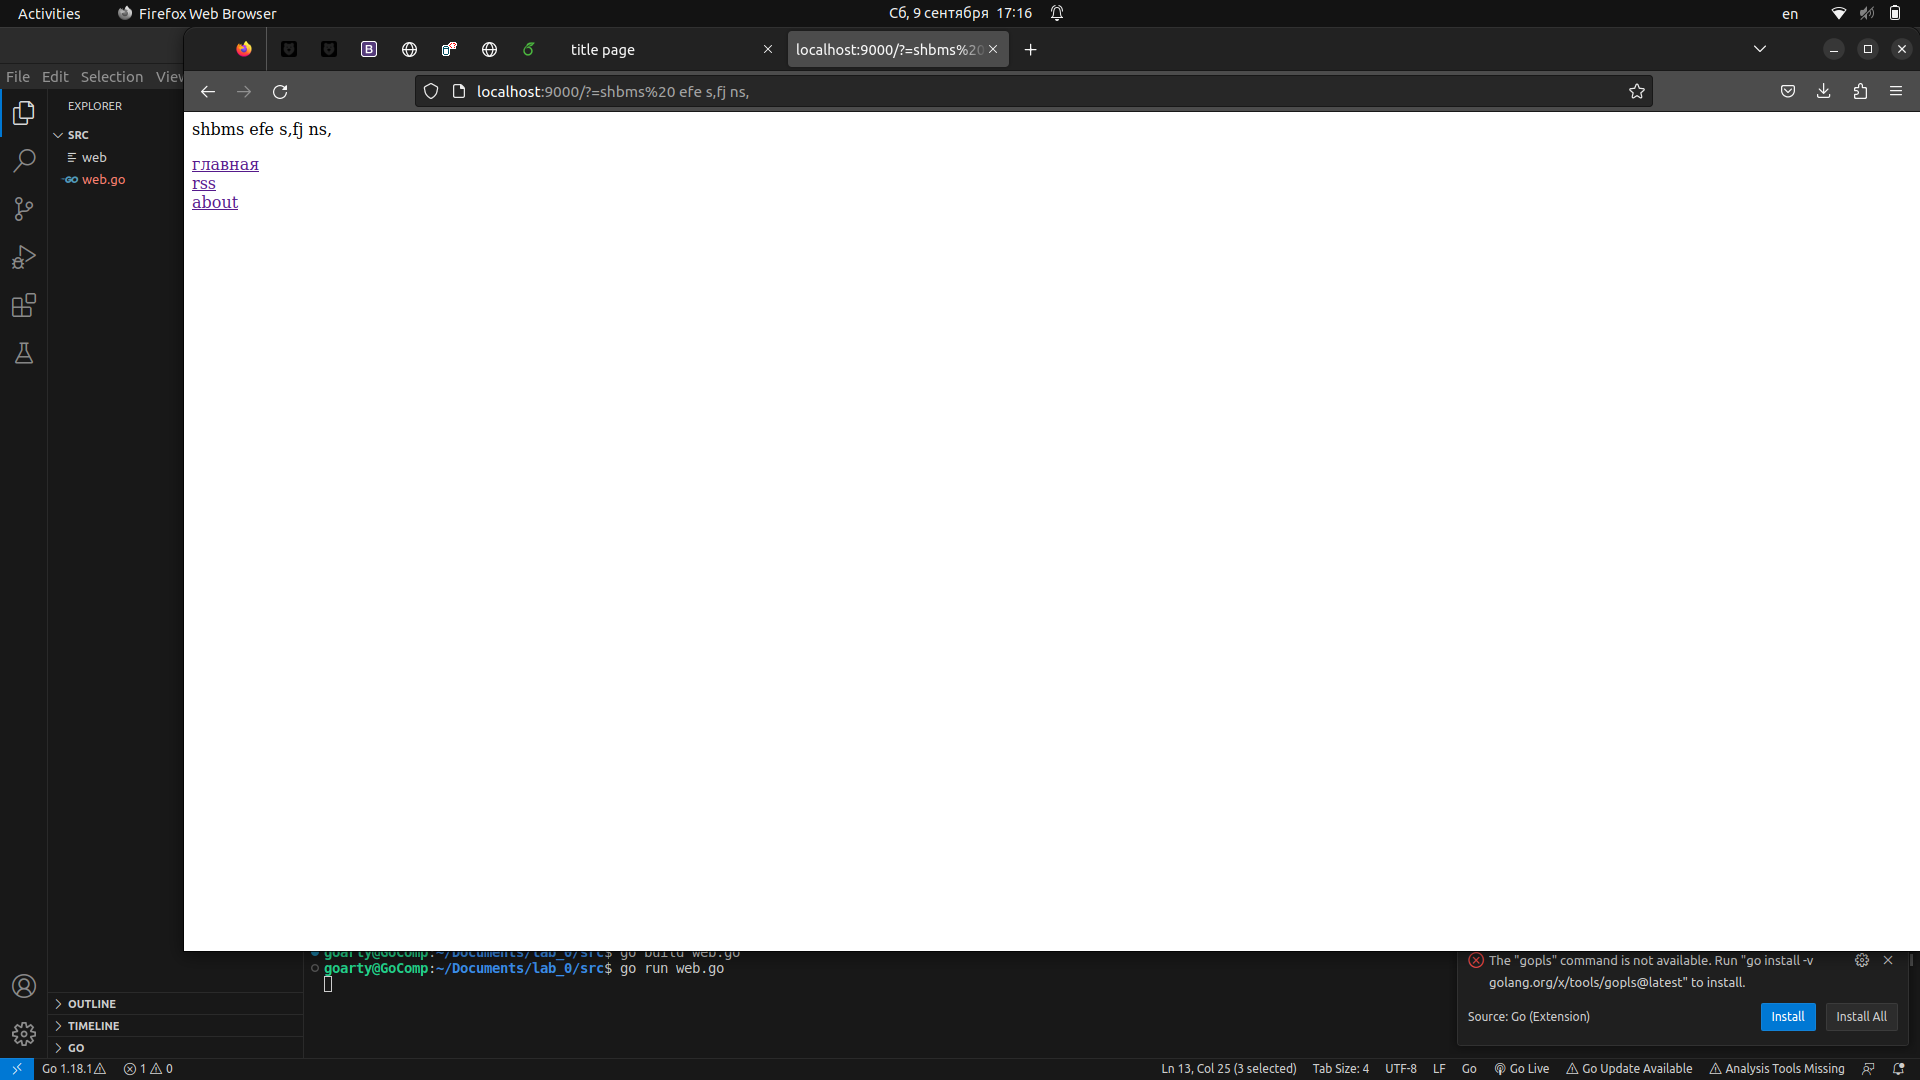 Activities
Firefox Web Browser
Сб, 9 сентября 17:16
en
File Edit Selection View
title page
localhost:9000/?=shbms%20
localhost:9000/?=shbms%20 efe s,fj ns,
EXPLORER
SRC
web
web.go
shbms efe s,fj ns,
главная
rss
about
goarty@GoComp:~/Documents/lab_0/src$ go build web.go
goarty@GoComp:~/Documents/lab_0/src$ go run web.go
The "gopls" command is not available. Run "go install -v
golang.org/x/tools/gopls@latest" to install.
Source: Go (Extension)
Install
Install All
OUTLINE
TIMELINE
GO
Go 1.18.1
1 0
Ln 13, Col 25 (3 selected)
Tab Size: 4
UTF-8
LF
Go
Go Live
Go Update Available
Analysis Tools Missing